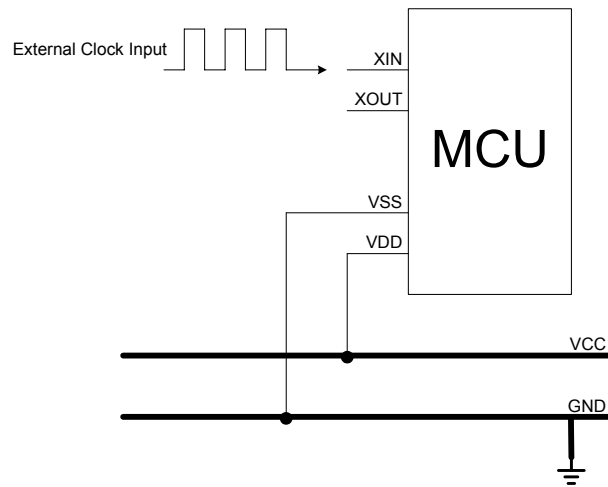 External Clock Input
XIN
XOUT
MCU
VSS
VDD
VCC
GND